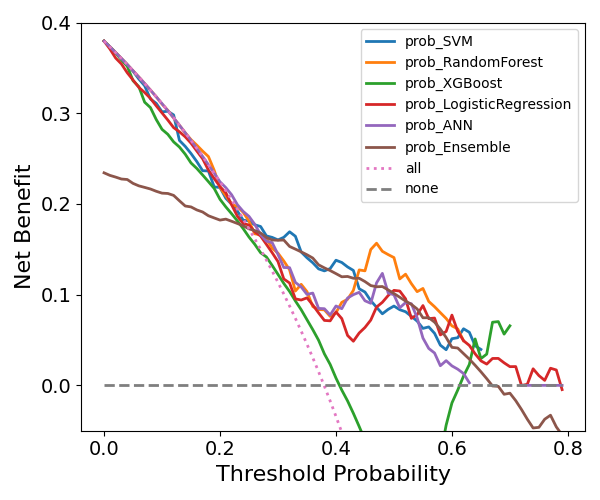 0.4
0.3
0.2
0.1
0.0
Net Benefit
prob_SVM
prob_RandomForest
prob_XGBoost
prob_LogisticRegression
prob_ANN
prob_Ensemble
all
none
0.0 0.2 0.4 0.6 0.8
Threshold Probability